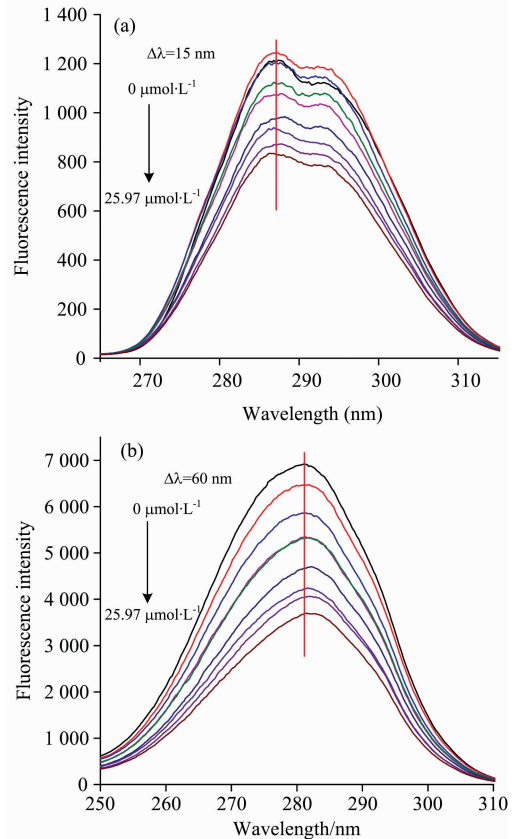 (a)
Δλ=15 nm
0 μmol·L⁻¹
25.97 μmol·L⁻¹
Fluorescence intensity
1 400
1 200
1 000
800
600
400
200
0
270 280 290 300 310
Wavelength (nm)
(b)
Δλ=60 nm
0 μmol·L⁻¹
25.97 μmol·L⁻¹
Fluorescence intensity
7 000
6 000
5 000
4 000
3 000
2 000
1 000
0
250 260 270 280 290 300 310
Wavelength/nm